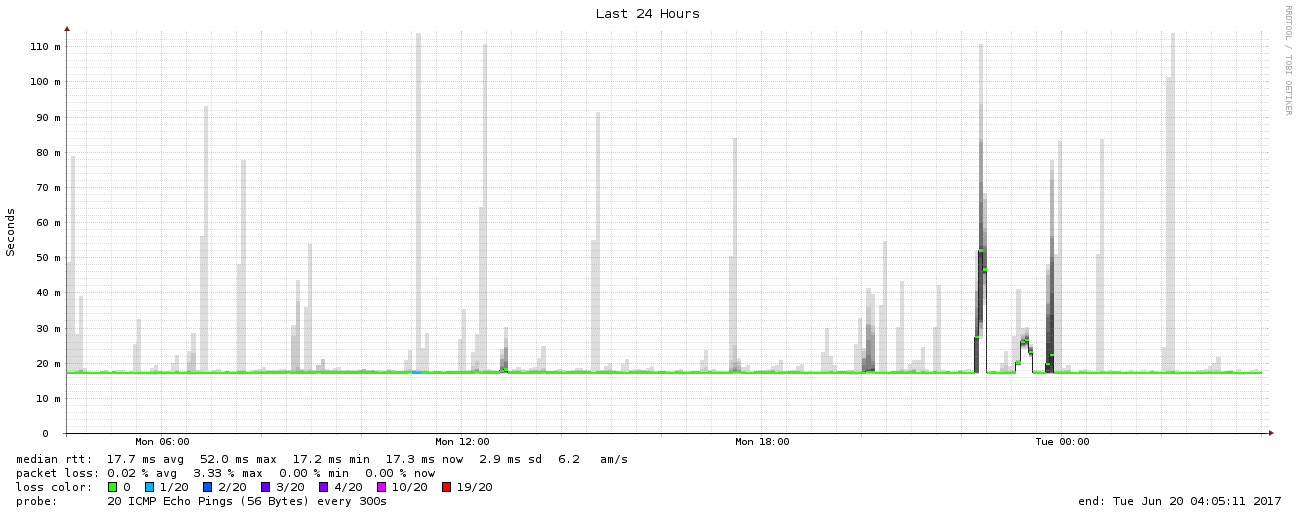 Last 24 Hours
RRDTOOL / TOBI OETIKER
Seconds
110 m
100 m
90 m
80 m
70 m
60 m
50 m
40 m
30 m
20 m
10 m
0
Mon 06:00 Mon 12:00 Mon 18:00 Tue 00:00
median rtt: 17.7 ms avg 52.0 ms max 17.2 ms min 17.3 ms now 2.9 ms sd 6.2 am/s
packet loss: 0.02 % avg 3.33 % max 0.00 % min 0.00 % now
loss color: 0 1/20 2/20 3/20 4/20 10/20 19/20
probe: 20 ICMP Echo Pings (56 Bytes) every 300s end: Tue Jun 20 04:05:11 2017